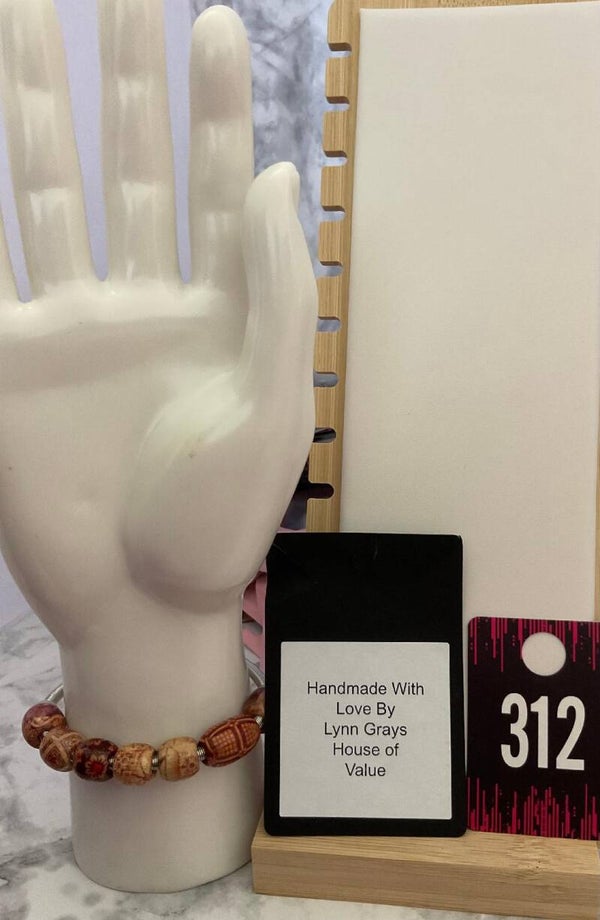 Handmade With
Love By
Lynn Grays
House of
Value
312